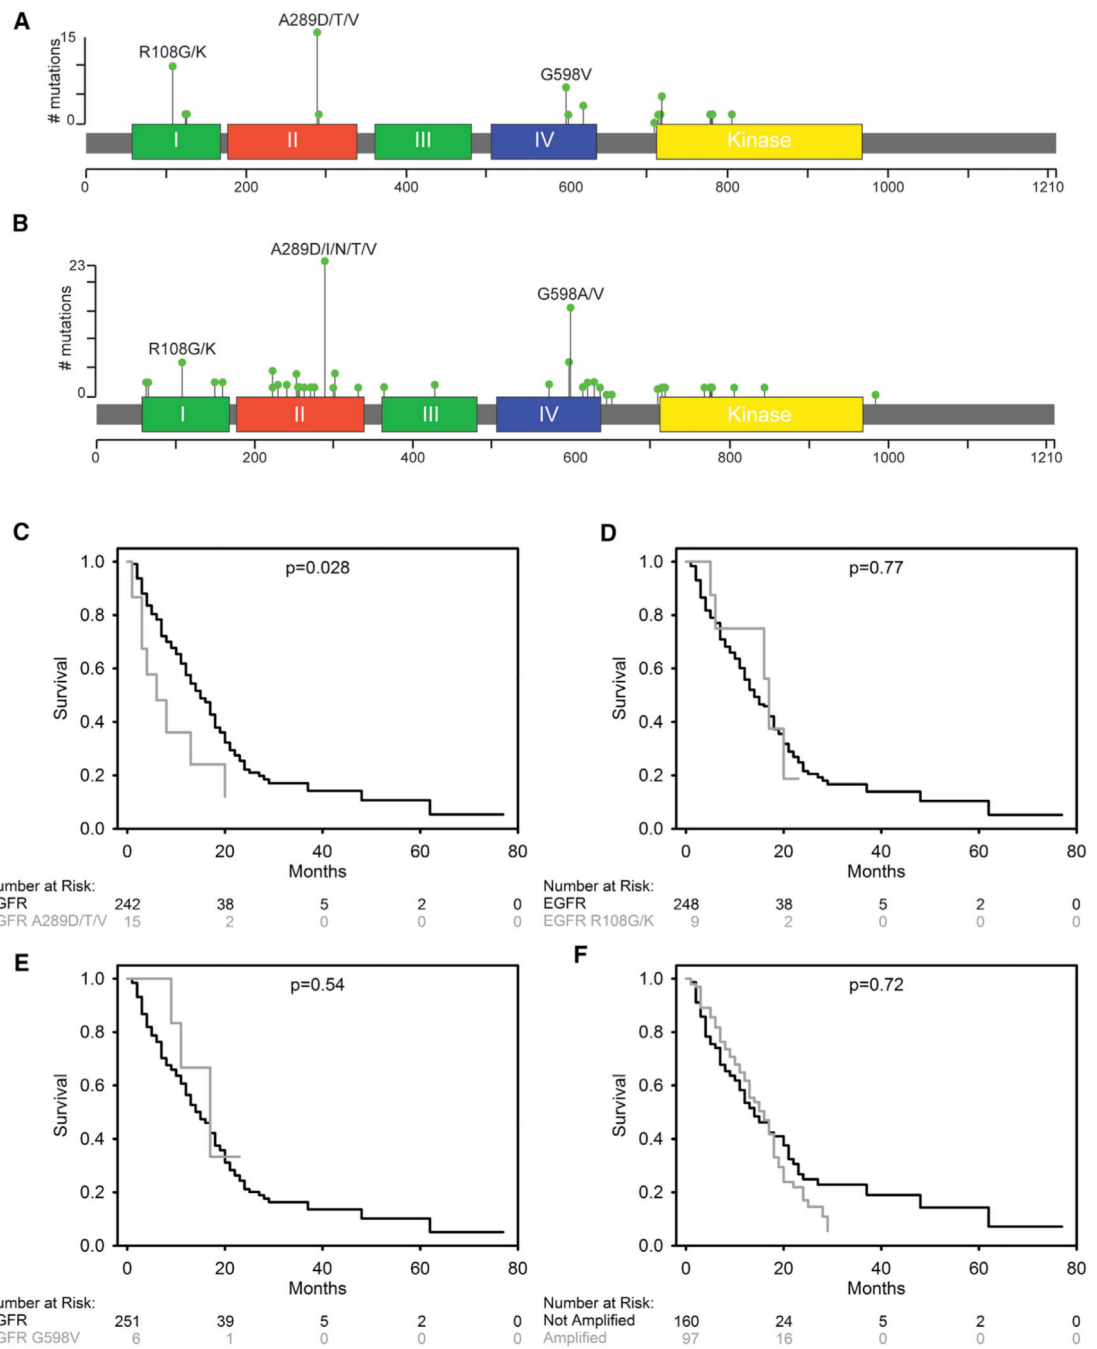 A
# mutations
15
0
R108G/K
A289D/T/V
G598V
I
II
III
IV
Kinase
0 200 400 600 800 1000 1210
B
# mutations
23
0
R108G/K
A289D/I/N/T/V
G598A/V
I
II
III
IV
Kinase
0 200 400 600 800 1000 1210
C
p=0.028
Survival
1.0
0.8
0.6
0.4
0.2
0.0
0 20 40 60 80
Months
umber at Risk:
GFR 242 38 5 2 0
GFR A289D/T/V 15 2 0 0 0
D
p=0.77
Survival
1.0
0.8
0.6
0.4
0.2
0.0
0 20 40 60 80
Months
Number at Risk:
EGFR 248 38 5 2 0
EGFR R108G/K 9 2 0 0 0
E
p=0.54
Survival
1.0
0.8
0.6
0.4
0.2
0.0
0 20 40 60 80
Months
umber at Risk:
GFR 251 39 5 2 0
GFR G598V 6 1 0 0 0
F
p=0.72
Survival
1.0
0.8
0.6
0.4
0.2
0.0
0 20 40 60 80
Months
Number at Risk:
Not Amplified 160 24 5 2 0
Amplified 97 16 0 0 0